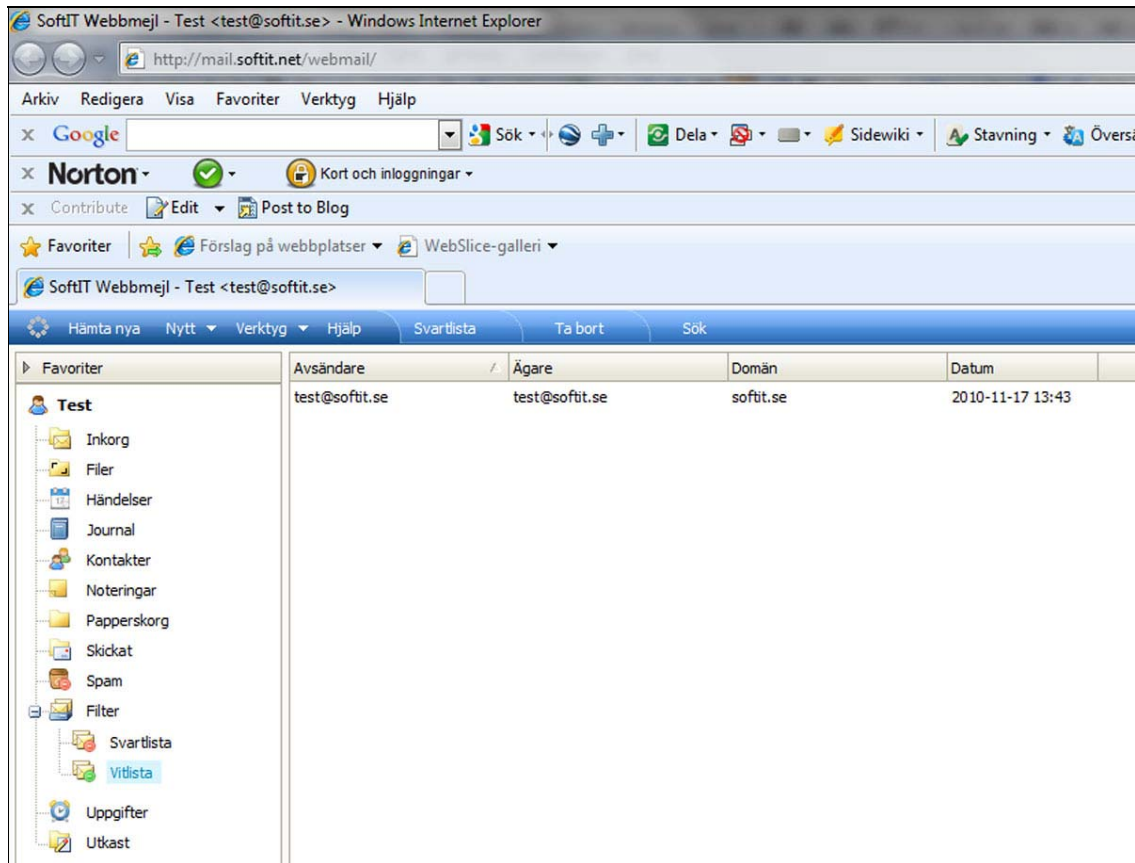 SoftIT Webbmejl - Test <test@softit.se> - Windows Internet Explorer
http://mail.softit.net/webmail/
Arkiv Redigera Visa Favoriter Verktyg Hjälp
x Google Sök Dela Sidewiki Stavning Översä
x Norton Kort och inloggningar
x Contribute Edit Post to Blog
Favoriter Förslag på webbplatser WebSlice-galleri
SoftIT Webbmejl - Test <test@softit.se>
Hämta nya Nytt Verktyg Hjälp Svartlista Ta bort Sök
Favoriter Avsändare Ägare Domän Datum
test@softit.se test@softit.se softit.se 2010-11-17 13:43
Test
Inkorg
Filer
Händelser
Journal
Kontakter
Noteringar
Papperskorg
Skickat
Spam
Filter
Svartlista
Vitlista
Uppgifter
Utkast